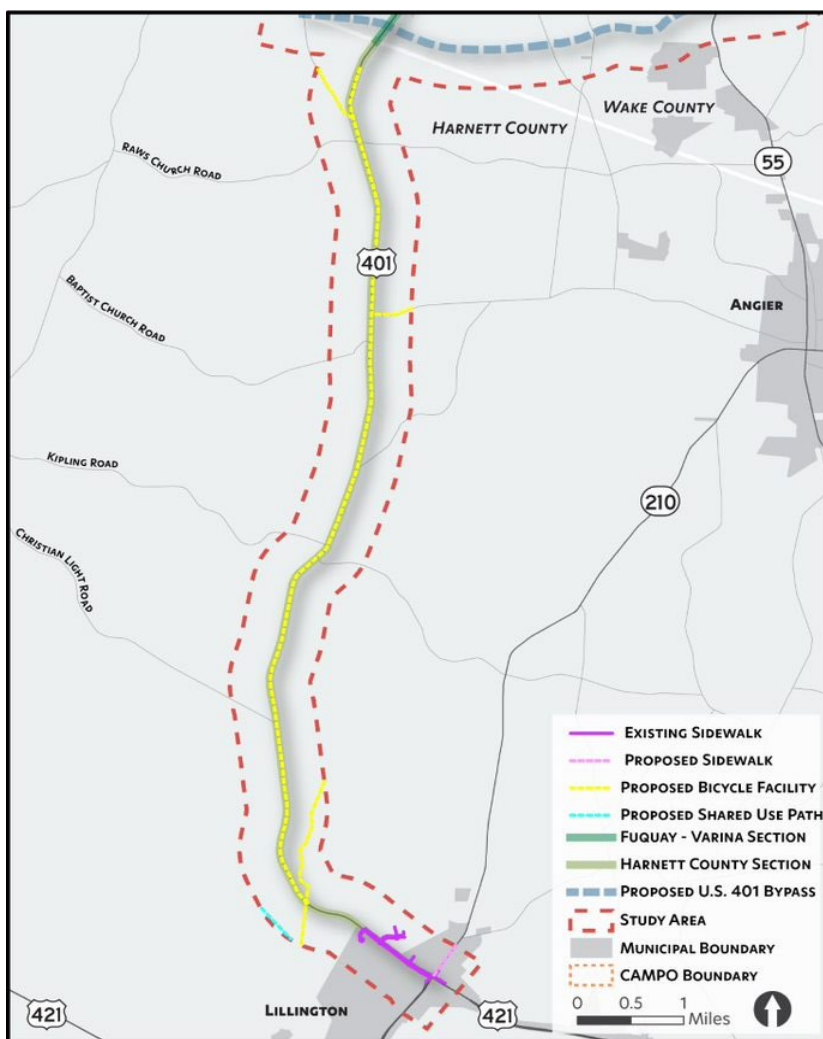 WAKE COUNTY
HARNETT COUNTY
RAWS CHURCH ROAD
55
401
BAPTIST CHURCH ROAD
ANGIER
KIPLING ROAD
210
CHRISTIAN LIGHT ROAD
EXISTING SIDEWALK
PROPOSED SIDEWALK
PROPOSED BICYCLE FACILITY
PROPOSED SHARED USE PATH
FUQUAY - VARINA SECTION
HARNETT COUNTY SECTION
PROPOSED U.S. 401 BYPASS
STUDY AREA
MUNICIPAL BOUNDARY
CAMPO BOUNDARY
0 0.5 1
Miles
LILLINGTON
421
421